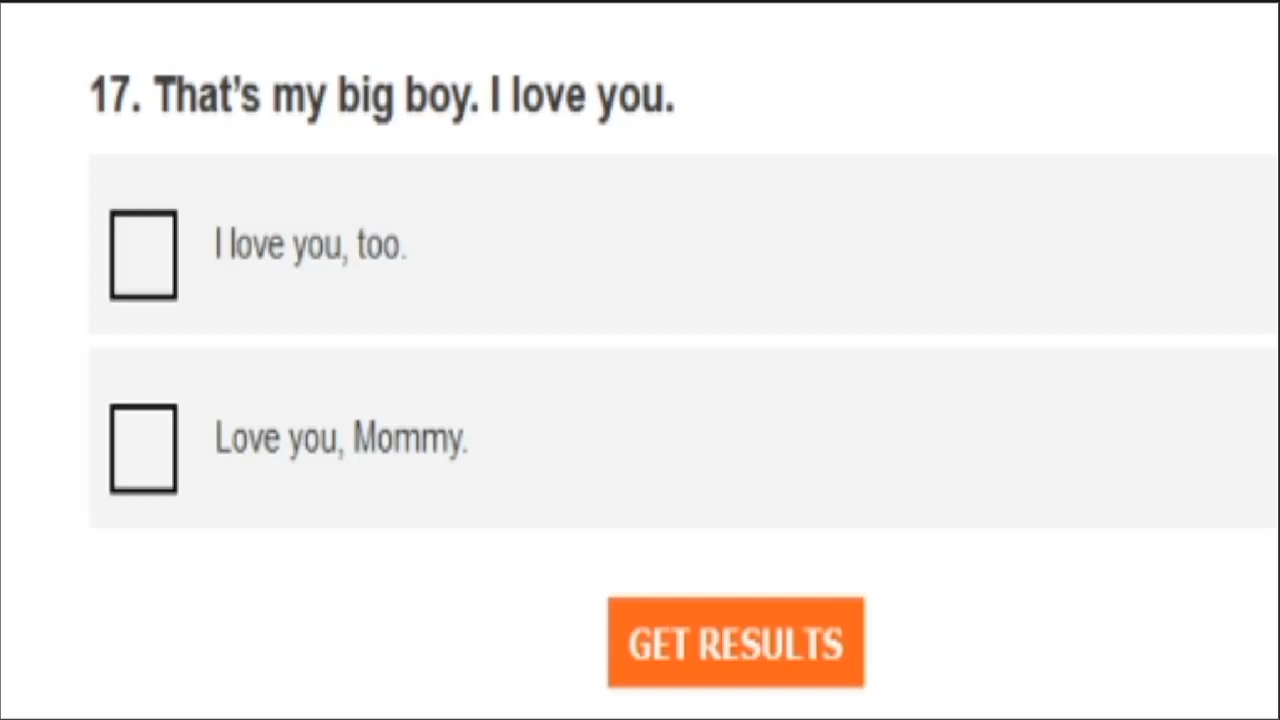 17. That’s my big boy. I love you.
I love you, too.
Love you, Mommy.
GET RESULTS